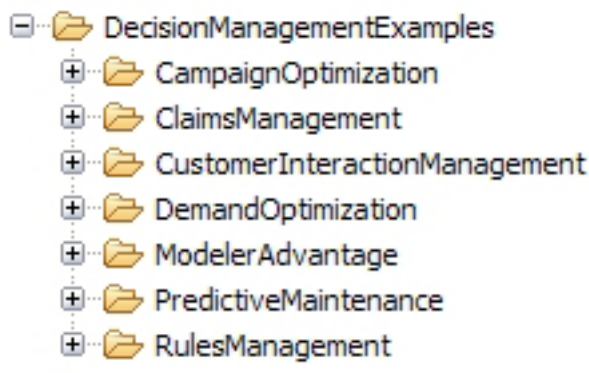 DecisionManagementExamples
CampaignOptimization
ClaimsManagement
CustomerInteractionManagement
DemandOptimization
ModelerAdvantage
PredictiveMaintenance
RulesManagement